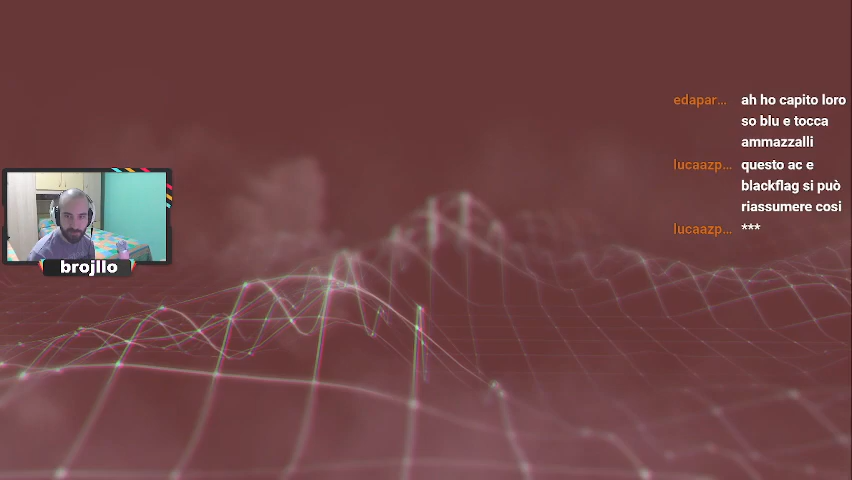 edapar... ah ho capito loro
so blu e tocca
ammazzalli
lucaazp... questo ac e
blackflag si può
riassumere cosi
lucaazp... ***
brojllo